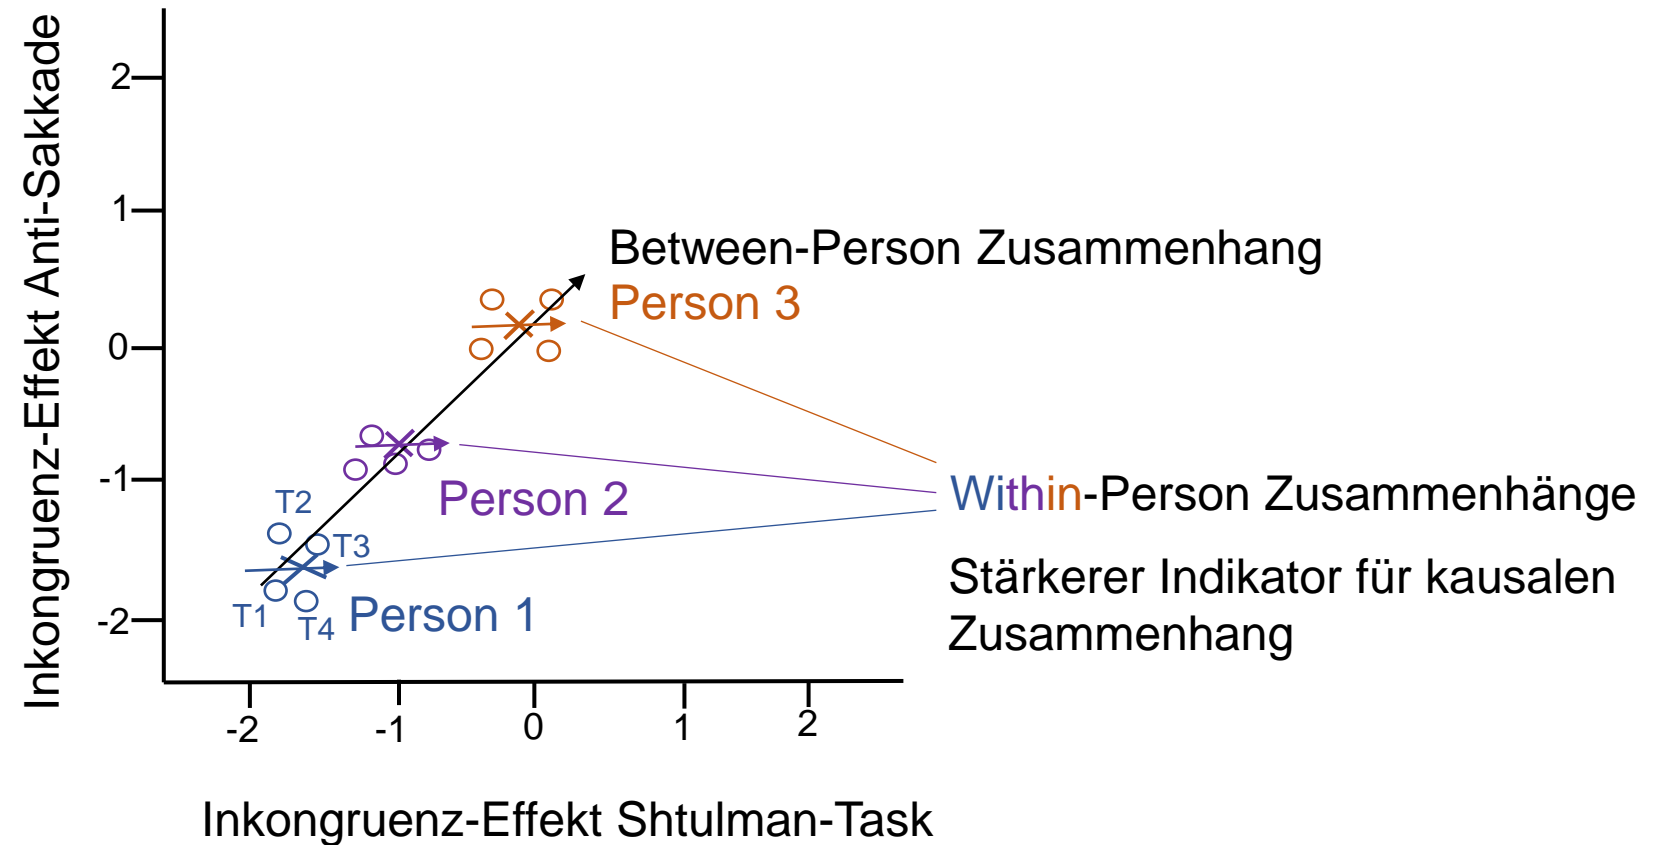 Inkongruenz-Effekt Anti-Sakkade
2
1
0
-1
-2
Between-Person Zusammenhang
Person 3
Person 2
T2
T3
T1
T4
Person 1
Within-Person Zusammenhänge
Stärkerer Indikator für kausalen
Zusammenhang
-2
-1
0
1
2
Inkongruenz-Effekt Shtulman-Task